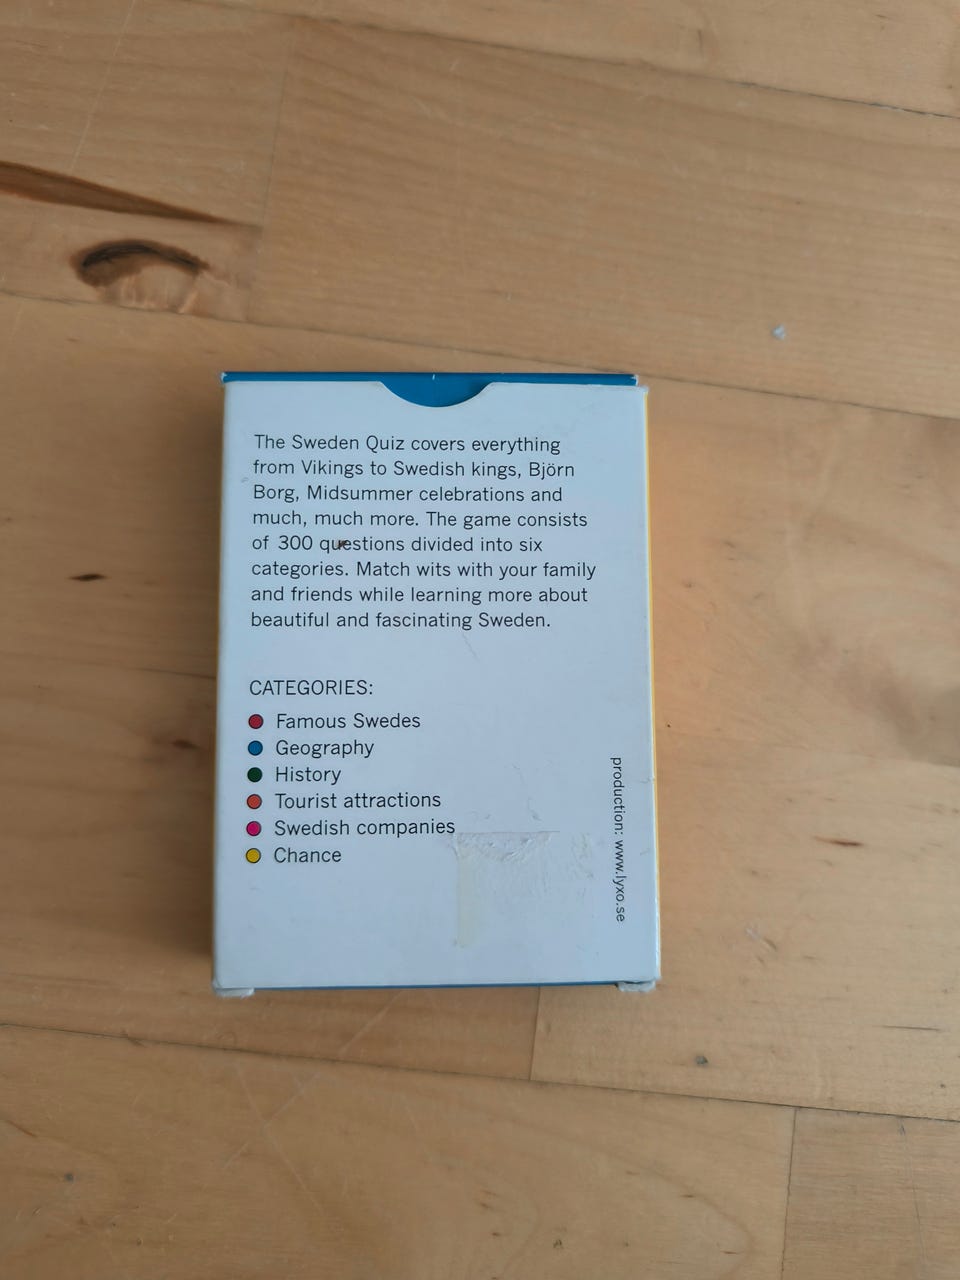 The Sweden Quiz covers everything
from Vikings to Swedish kings, Björn
Borg, Midsummer celebrations and
much, much more. The game consists
of 300 questions divided into six
categories. Match wits with your family
and friends while learning more about
beautiful and fascinating Sweden.
CATEGORIES:
Famous Swedes
Geography
History
Tourist attractions
Swedish companies
Chance
production: www.lyxo.se